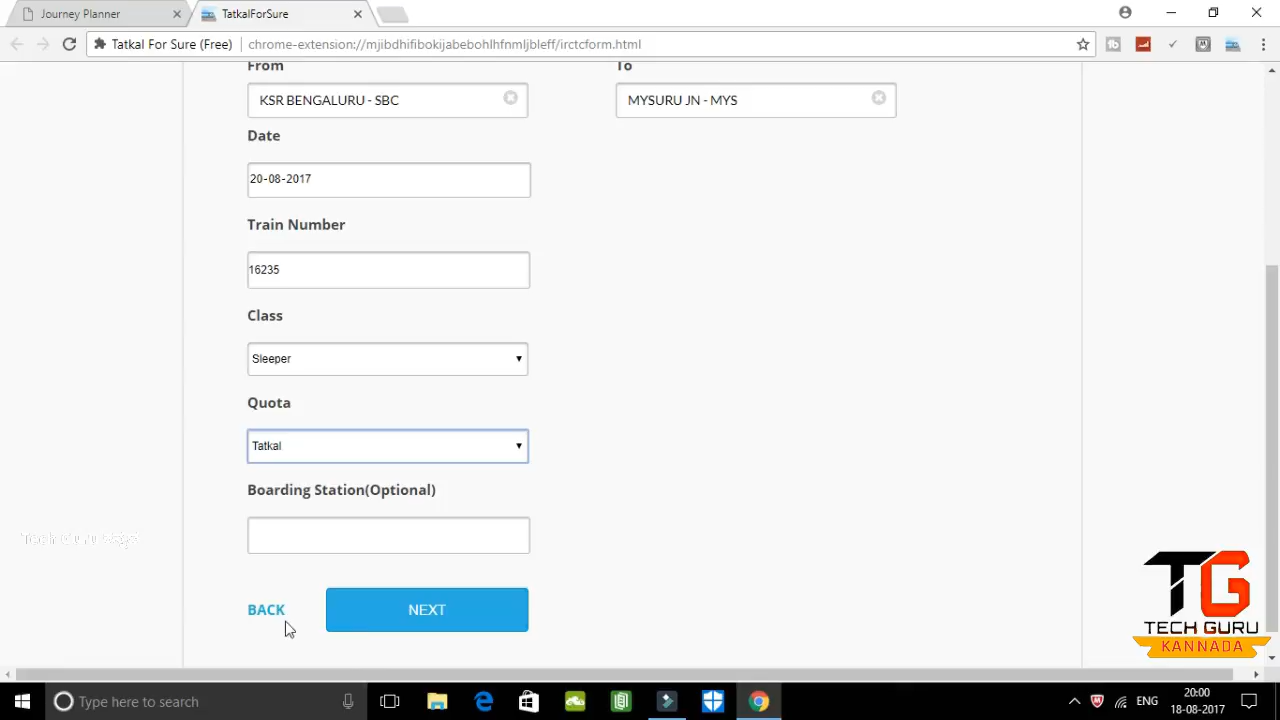 Journey Planner
TatkalForSure
Tatkal For Sure (Free)
chrome-extension://mjibdhifibokijabebohlhfnmljbleff/irctcform.html
From
To
KSR BENGALURU - SBC
MYSURU JN - MYS
Date
20-08-2017
Train Number
16235
Class
Sleeper
Quota
Tatkal
Boarding Station(Optional)
BACK
NEXT
TG
TECH GURU
KANNADA
Type here to search
ENG
20:00
18-08-2017